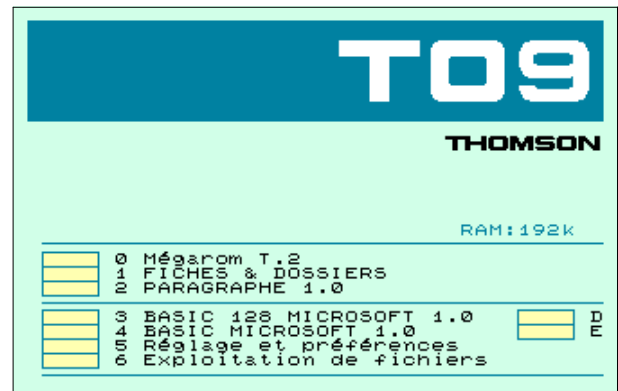 TO9
THOMSON
RAM:192k
0 Mégarom T.2
1 FICHES & DOSSIERS
2 PARAGRAPHE 1.0
3 BASIC 128 MICROSOFT 1.0 D
4 BASIC MICROSOFT 1.0 E
5 Réglage et préférences
6 Exploitation de fichiers